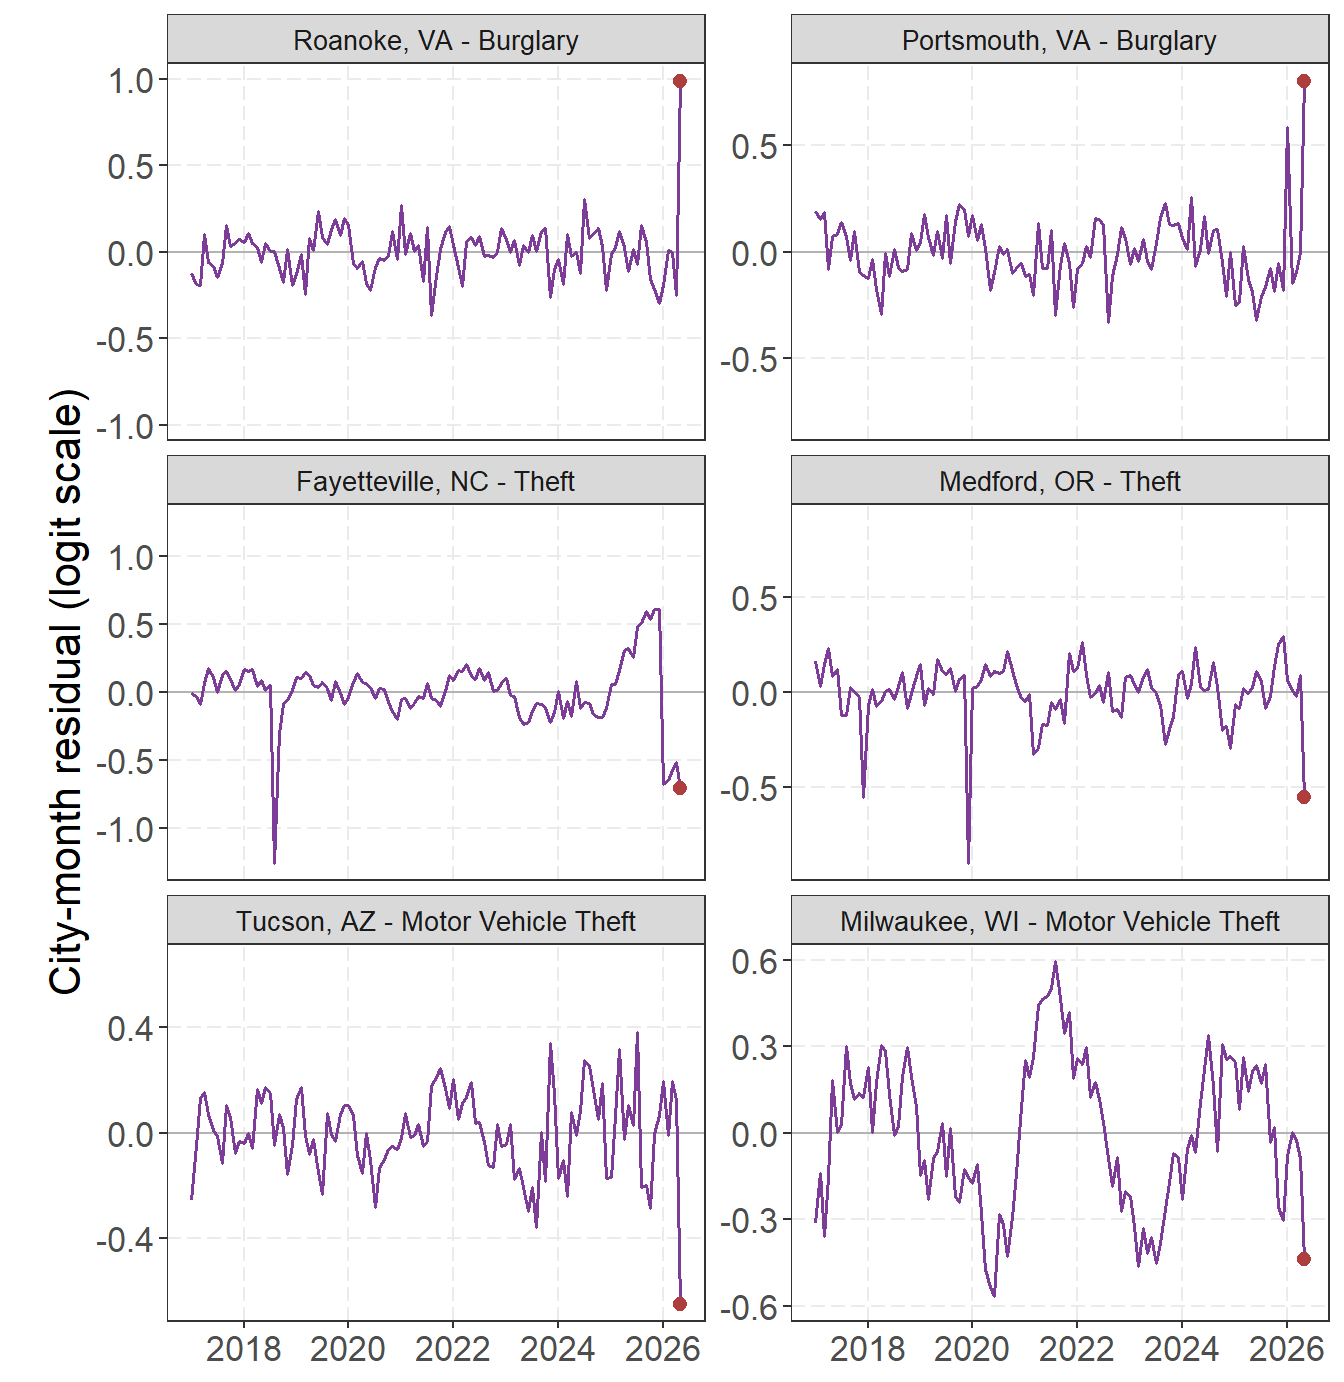 City-month residual (logit scale)
Roanoke, VA - Burglary
1.0
0.5
0.0
-0.5
-1.0
Portsmouth, VA - Burglary
0.5
0.0
-0.5
Fayetteville, NC - Theft
1.0
0.5
0.0
-0.5
-1.0
Medford, OR - Theft
0.5
0.0
-0.5
Tucson, AZ - Motor Vehicle Theft
0.4
0.0
-0.4
2018 2020 2022 2024 2026
Milwaukee, WI - Motor Vehicle Theft
0.6
0.3
0.0
-0.3
-0.6
2018 2020 2022 2024 2026